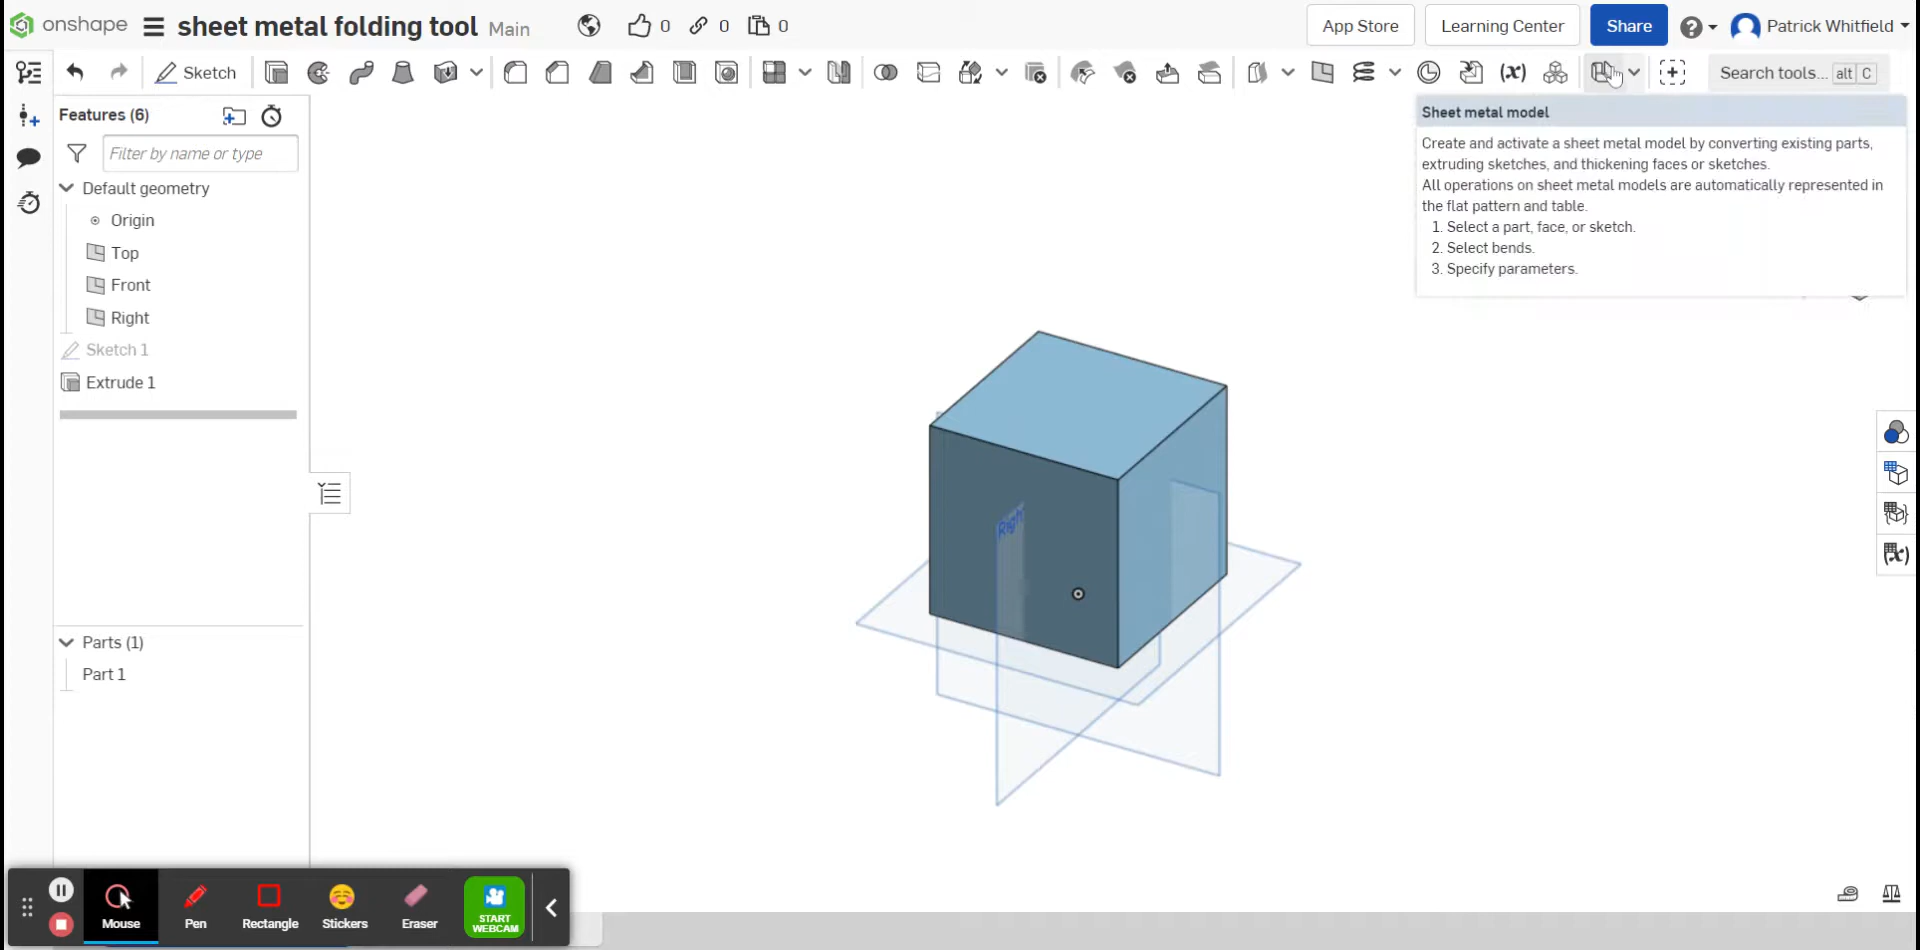 onshape
sheet metal folding tool Main
0
0
0
App Store
Learning Center
Share
Patrick Whitfield
Sketch
Search tools... alt C
Features (6)
Filter by name or type
Default geometry
Origin
Top
Front
Right
Sketch 1
Extrude 1
Parts (1)
Part 1
Sheet metal model
Create and activate a sheet metal model by converting existing parts,
extruding sketches, and thickening faces or sketches.
All operations on sheet metal models are automatically represented in
the flat pattern and table.
1. Select a part, face, or sketch.
2. Select bends.
3. Specify parameters.
Right
Mouse
Pen
Rectangle
Stickers
Eraser
START
WEBCAM